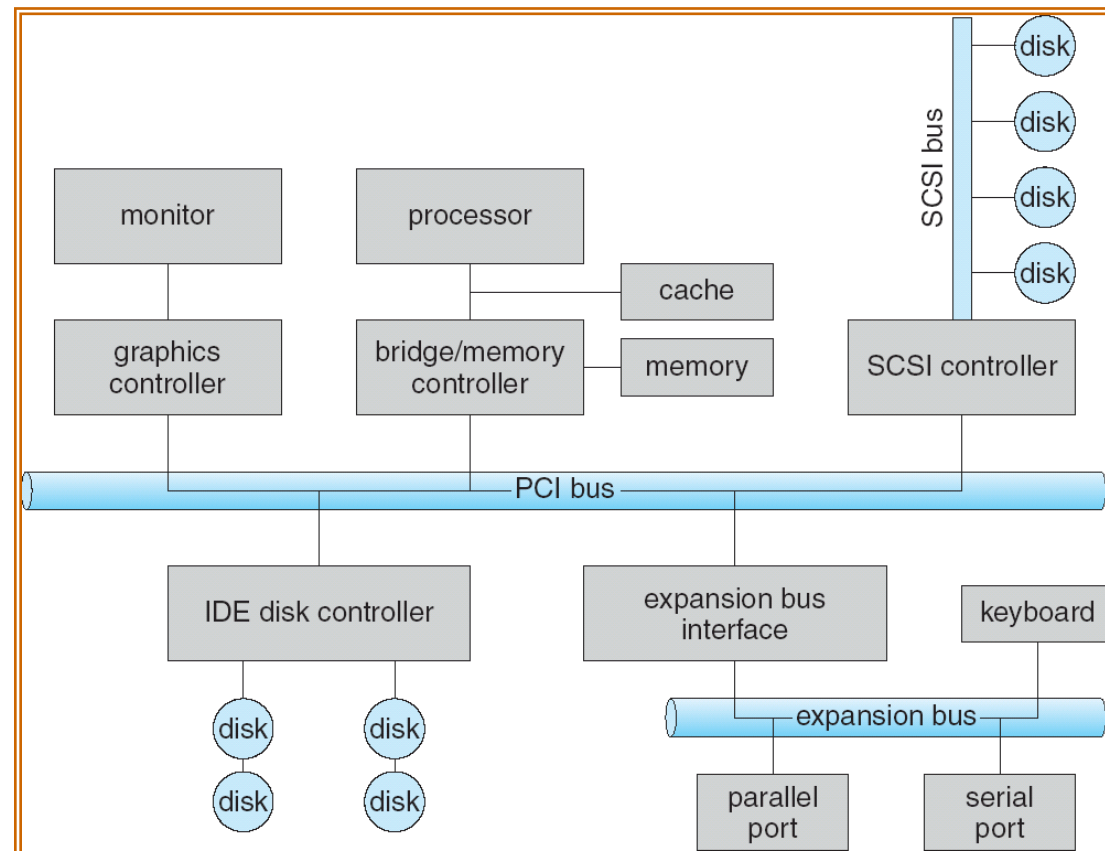 disk
disk
SCSI bus
disk
disk
monitor
processor
cache
graphics
controller
bridge/memory
controller
memory
SCSI controller
PCI bus
IDE disk controller
expansion bus
interface
keyboard
disk
disk
expansion bus
disk
disk
parallel
port
serial
port